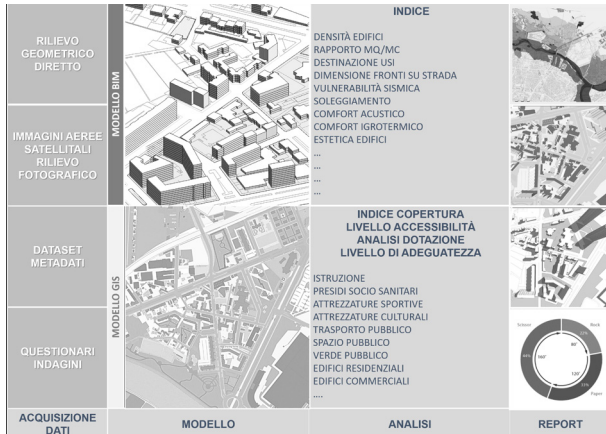 RILIEVO
GEOMETRICO
DIRETTO
IMMAGINI AEREE
SATELLITALI
RILIEVO
FOTOGRAFICO
DATASET
METADATI
QUESTIONARI
INDAGINI
ACQUISIZIONE
DATI
MODELLO BIM
MODELLO GIS
MODELLO
INDICE
DENSITÀ EDIFICI
RAPPORTO MQ/MC
DESTINAZIONE USI
DIMENSIONE FRONTI SU STRADA
VULNERABILITÀ SISMICA
SOLEGGIAMENTO
COMFORT ACUSTICO
COMFORT IGROTERMICO
ESTETICA EDIFICI
...
...
...
...
INDICE COPERTURA
LIVELLO ACCESSIBILITÀ
ANALISI DOTAZIONE
LIVELLO DI ADEGUATEZZA
ISTRUZIONE
PRESIDI SOCIO SANITARI
ATTREZZATURE SPORTIVE
ATTREZZATURE CULTURALI
TRASPORTO PUBBLICO
SPAZIO PUBBLICO
VERDE PUBBLICO
EDIFICI RESIDENZIALI
EDIFICI COMMERCIALI
....
ANALISI
Scissor
Rock
Paper
REPORT